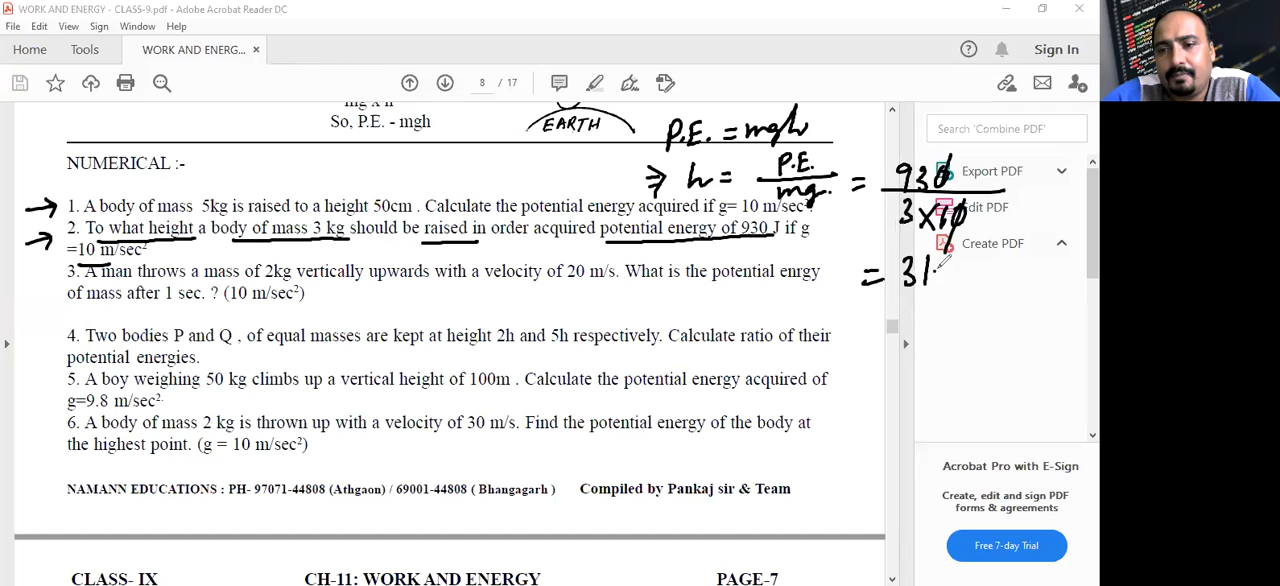 WORK AND ENERGY - CLASS-9.pdf - Adobe Acrobat Reader DC
File Edit View Sign Window Help
Home Tools WORK AND ENERG... × Sign In
8 / 17
mg x h
So, P.E. - mgh
EARTH
P.E. = mgh
NUMERICAL :-
⇒ h = P.E. / mg. = 930 / 3 × 10
= 31
1. A body of mass 5kg is raised to a height 50cm . Calculate the potential energy acquired if g= 10 m/sec²
2. To what height a body of mass 3 kg should be raised in order acquired potential energy of 930 J if g
=10 m/sec²
3. A man throws a mass of 2kg vertically upwards with a velocity of 20 m/s. What is the potential enrgy
of mass after 1 sec. ? (10 m/sec²)
4. Two bodies P and Q , of equal masses are kept at height 2h and 5h respectively. Calculate ratio of their
potential energies.
5. A boy weighing 50 kg climbs up a vertical height of 100m . Calculate the potential energy acquired of
g=9.8 m/sec²·
6. A body of mass 2 kg is thrown up with a velocity of 30 m/s. Find the potential energy of the body at
the highest point. (g = 10 m/sec²)
NAMANN EDUCATIONS : PH- 97071-44808 (Athgaon) / 69001-44808 ( Bhangagarh ) Compiled by Pankaj sir & Team
CLASS- IX CH-11: WORK AND ENERGY PAGE-7
Search 'Combine PDF'
Export PDF
Edit PDF
Create PDF
Acrobat Pro with E-Sign
Create, edit and sign PDF
forms & agreements
Free 7-day Trial